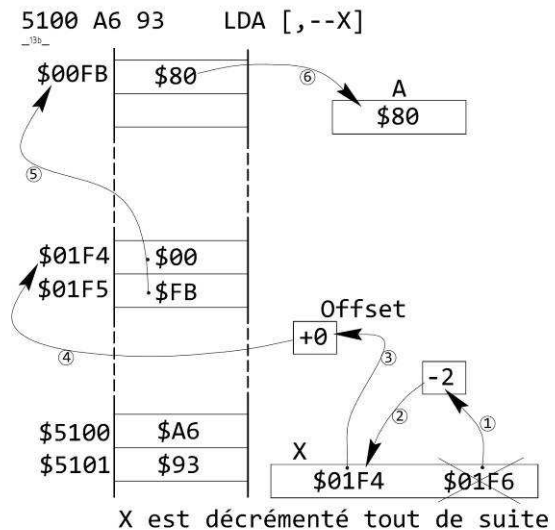 5100 A6 93 LDA [,--X]
_13b_
$00FB $80 ⑥ A
$80
⑤
$01F4 $00
$01F5 $FB
Offset
+0
④ ③
-2
② ①
$5100 $A6
$5101 $93
X
$01F4 $01F6
X est décrémenté tout de suite